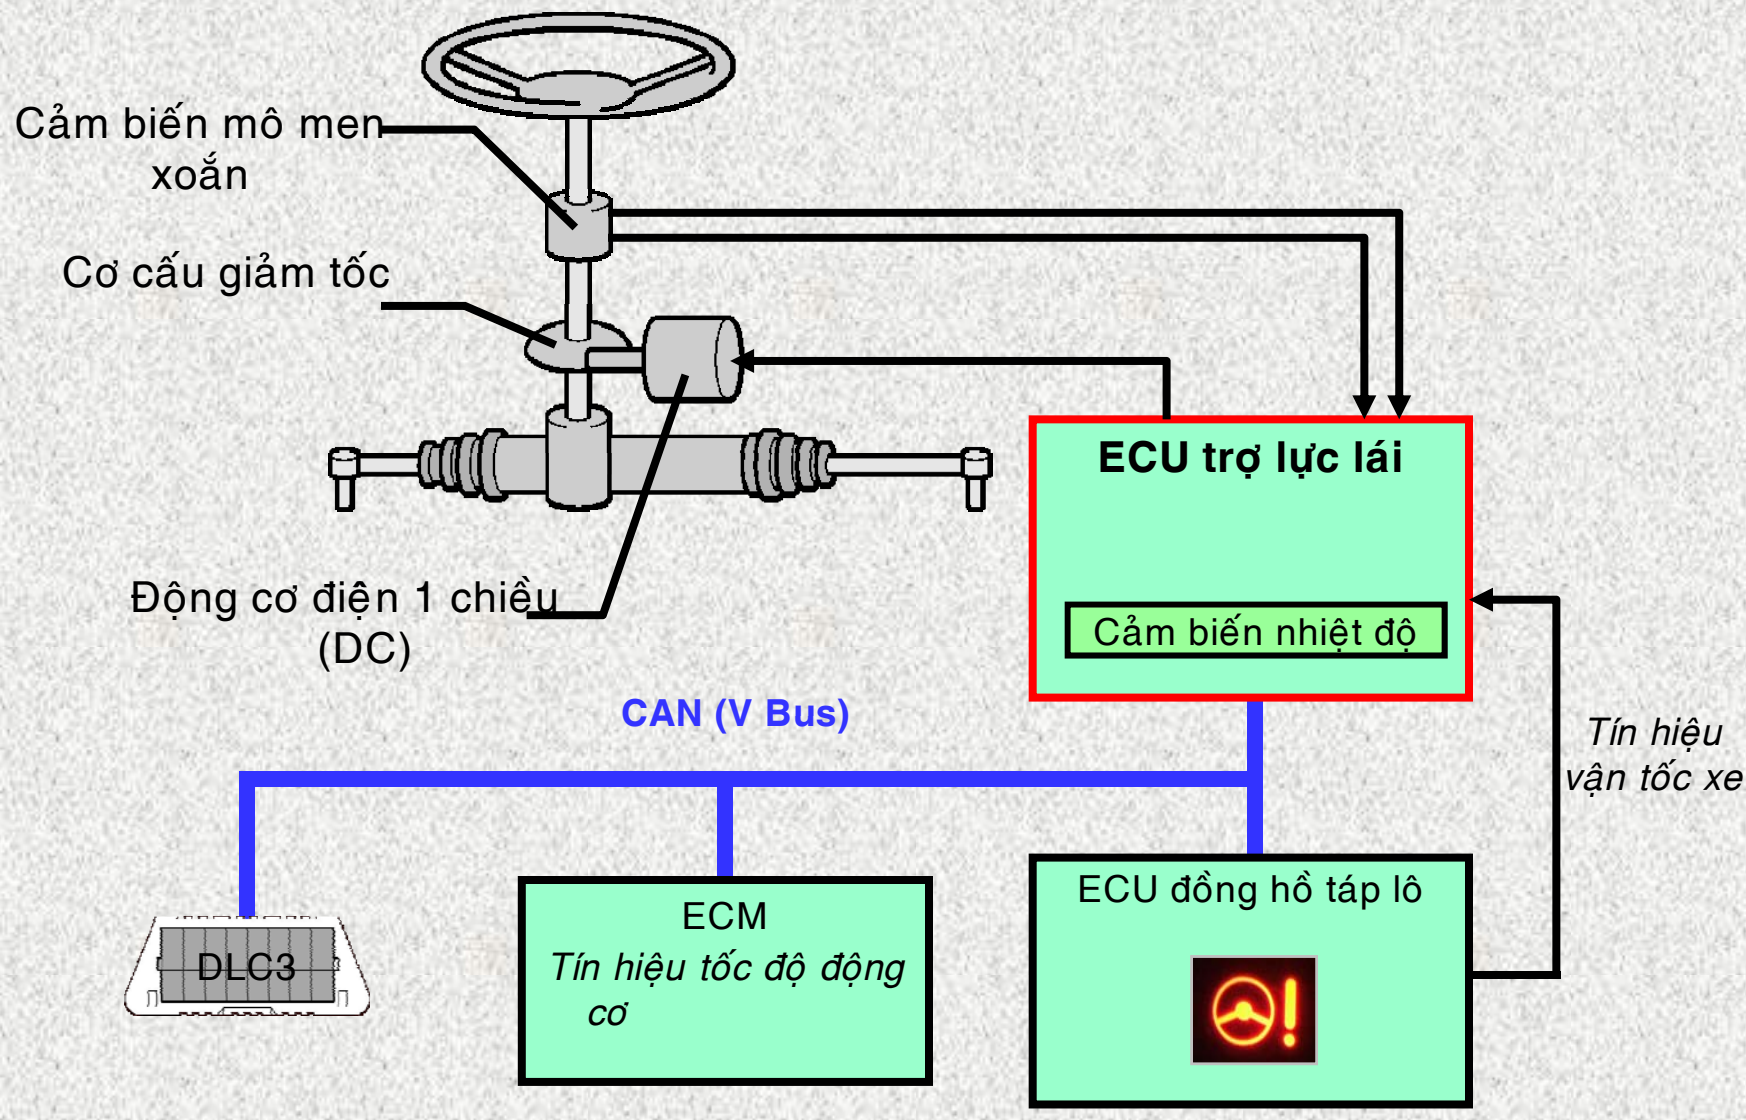 Cảm biến mô men
xoắn
Cơ cấu giảm tốc
ECU trợ lực lái
Động cơ điện 1 chiều
(DC)
Cảm biến nhiệt độ
CAN (V Bus)
Tín hiệu
vận tốc xe
ECU đồng hồ táp lô
ECM
Tín hiệu tốc độ động
cơ
DLC3